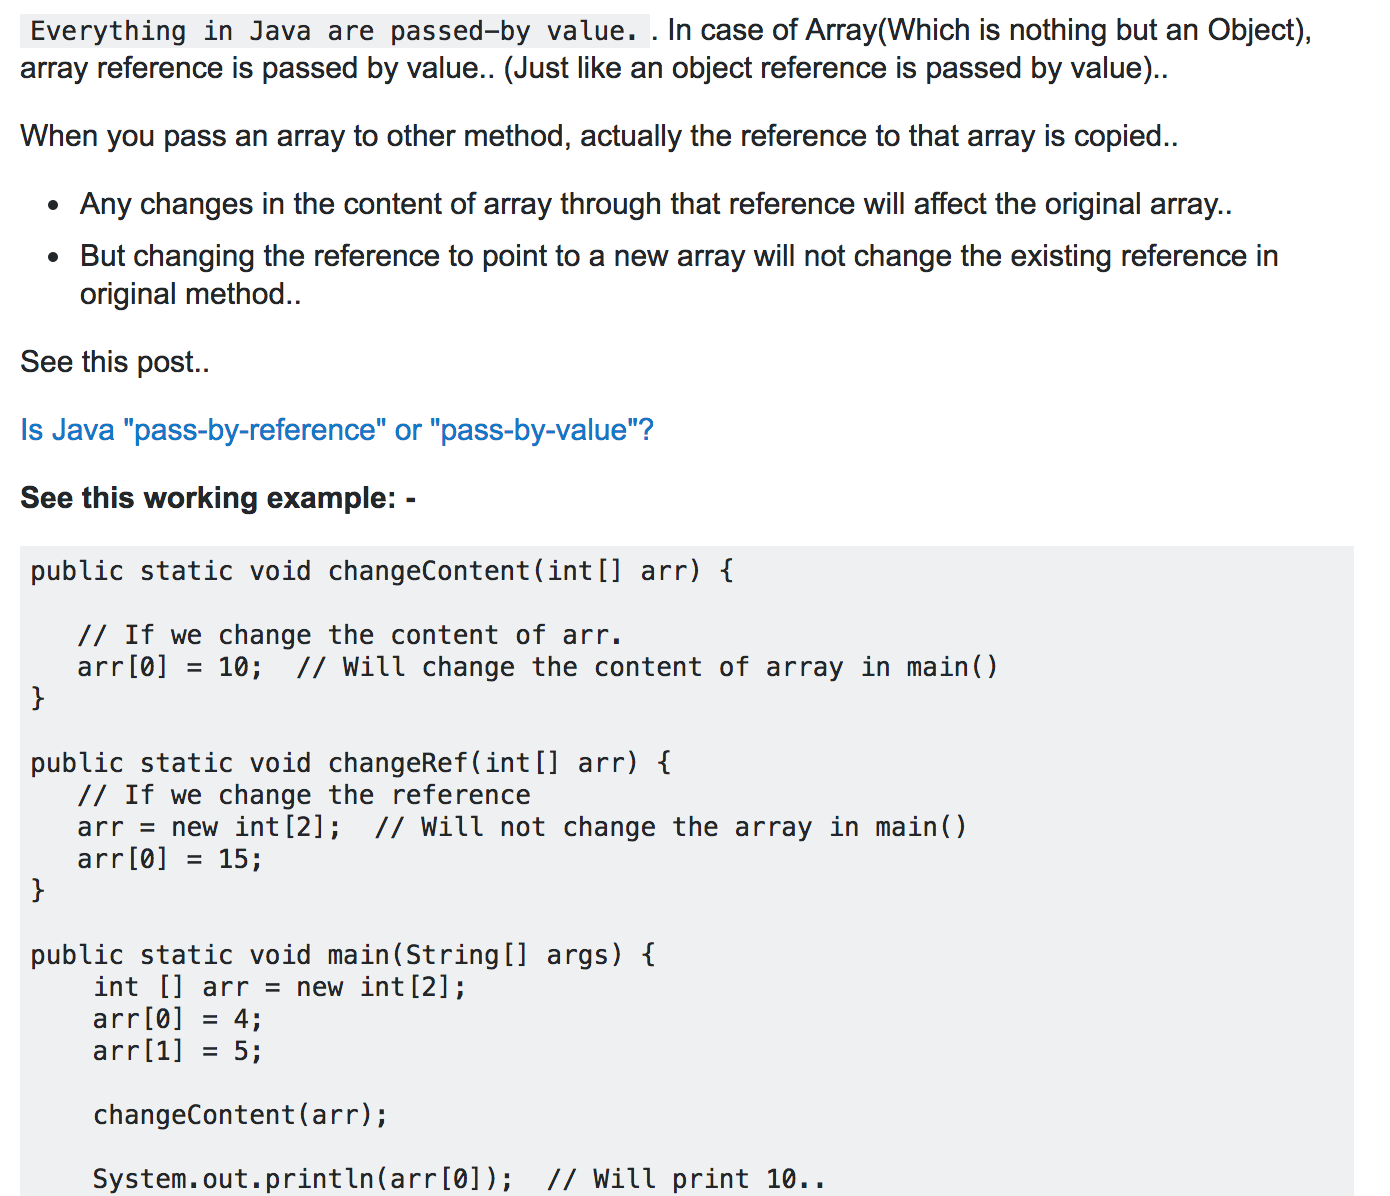 Everything in Java are passed-by value. . In case of Array(Which is nothing but an Object),
array reference is passed by value.. (Just like an object reference is passed by value)..
When you pass an array to other method, actually the reference to that array is copied..
• Any changes in the content of array through that reference will affect the original array..
• But changing the reference to point to a new array will not change the existing reference in
original method..
See this post..
Is Java "pass-by-reference" or "pass-by-value"?
See this working example: -
public static void changeContent(int[] arr) {
   // If we change the content of arr.
   arr[0] = 10;  // Will change the content of array in main()
}
public static void changeRef(int[] arr) {
   // If we change the reference
   arr = new int[2];  // Will not change the array in main()
   arr[0] = 15;
}
public static void main(String[] args) {
    int [] arr = new int[2];
    arr[0] = 4;
    arr[1] = 5;
    changeContent(arr);
    System.out.println(arr[0]);  // Will print 10..